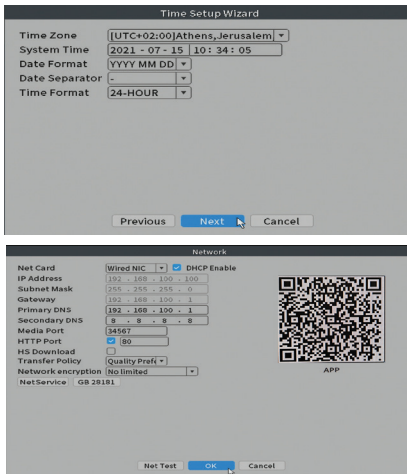 Time Setup Wizard
Time Zone [UTC+02:00]Athens,Jerusalem,
System Time 2021 - 07 - 15 10 : 34 : 05
Date Format YYYY MM DD
Date Separator -
Time Format 24-HOUR
Previous Next Cancel
Network
Net Card Wired NIC DHCP Enable
IP Address 192 . 168 . 100 . 100
Subnet Mask 255 . 255 . 255 . 0
Gateway 192 . 168 . 100 . 1
Primary DNS 192 . 168 . 100 . 1
Secondary DNS 8 . 8 . 8 . 8
Media Port 34567
HTTP Port 80
HS Download
Transfer Policy Quality Prefe
Network encryption No limited
NetService GB 28181
APP
Net Test OK Cancel